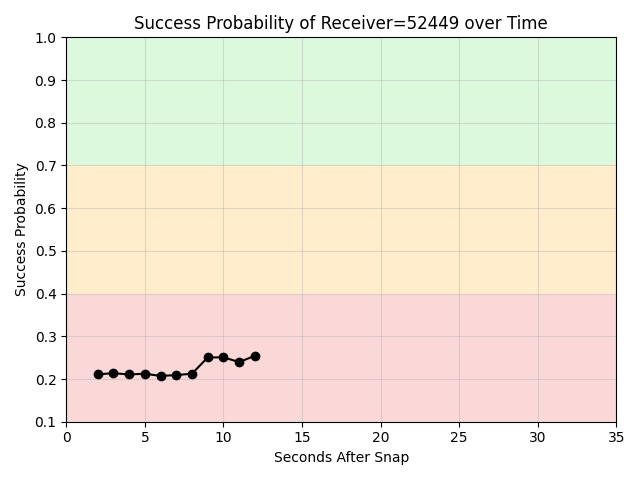 Success Probability of Receiver=52449 over Time
1.0
0.9
0.8
0.7
0.6
0.5
0.4
0.3
0.2
0.1
Success Probability
0 5 10 15 20 25 30 35
Seconds After Snap